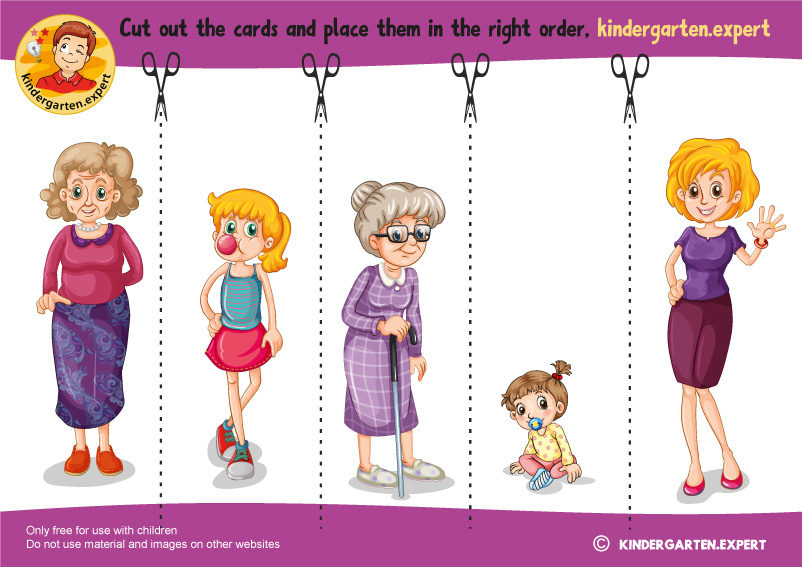 Cut out the cards and place them in the right order, kindergarten.expert
kindergarten.expert
Only free for use with children
Do not use material and images on other websites
© KINDERGARTEN.EXPERT